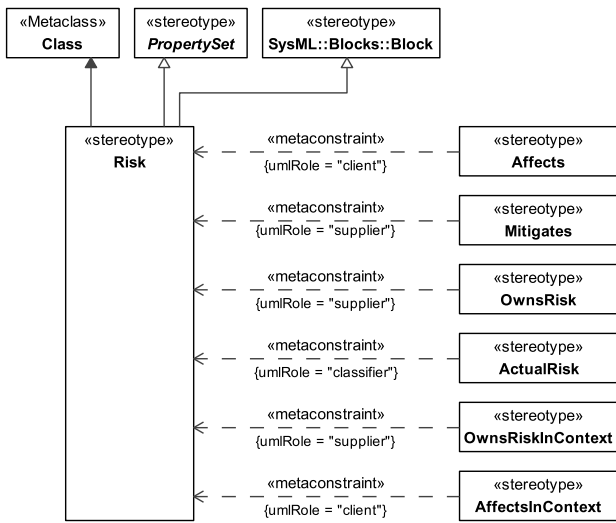 «Metaclass»
Class
«stereotype»
PropertySet
«stereotype»
SysML::Blocks::Block
«stereotype»
Risk
«metaconstraint»
{umlRole = "client"}
«stereotype»
Affects
«metaconstraint»
{umlRole = "supplier"}
«stereotype»
Mitigates
«metaconstraint»
{umlRole = "supplier"}
«stereotype»
OwnsRisk
«metaconstraint»
{umlRole = "classifier"}
«stereotype»
ActualRisk
«metaconstraint»
{umlRole = "supplier"}
«stereotype»
OwnsRiskInContext
«metaconstraint»
{umlRole = "client"}
«stereotype»
AffectsInContext